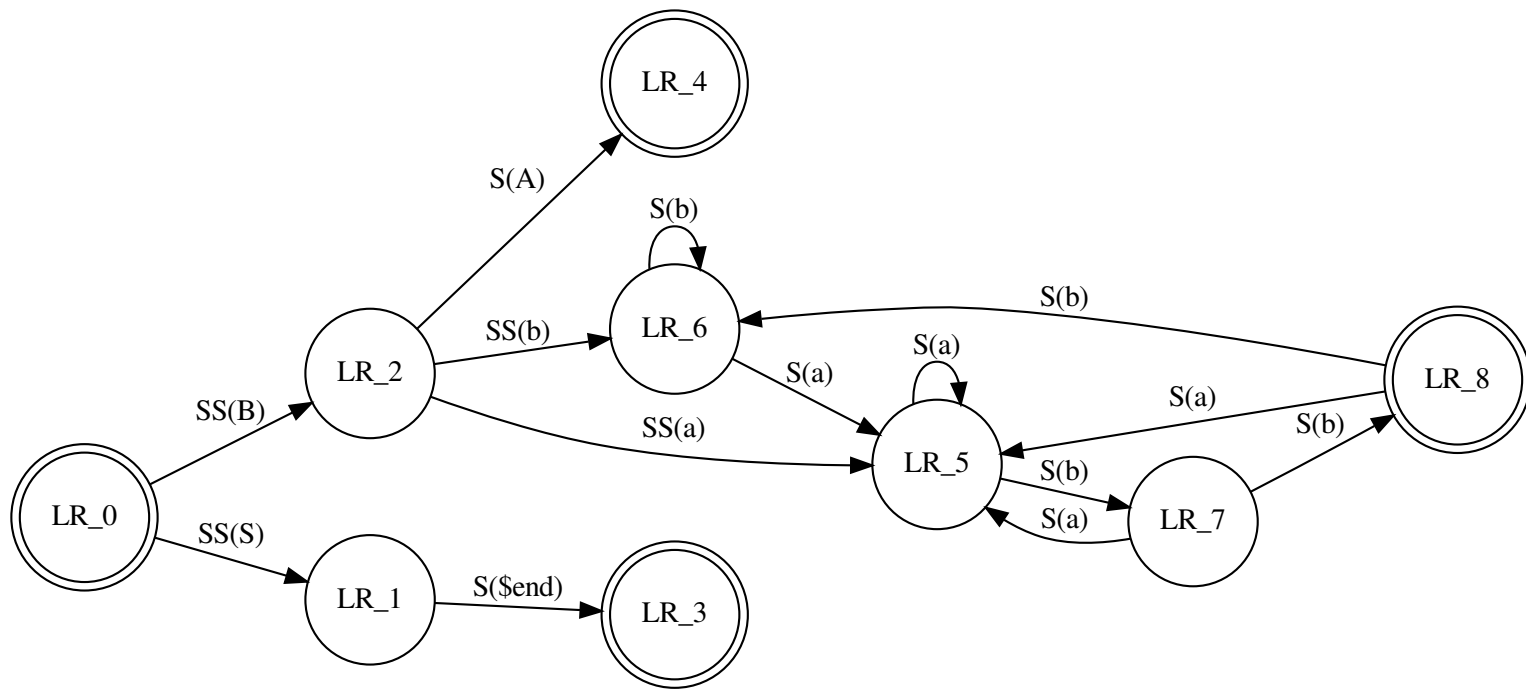 LR_4
S(A)
S(b)
S(b)
LR_6
SS(b)
S(a)
LR_2
S(a)
LR_8
SS(B)
S(a)
S(b)
SS(a)
LR_5
S(b)
LR_0
LR_7
S(a)
SS(S)
S($end)
LR_1
LR_3